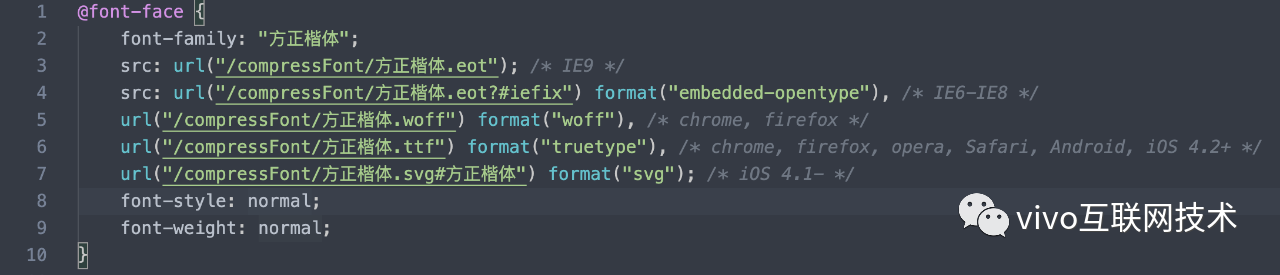 1 @font-face {
2 font-family: "方正楷体";
3 src: url("/compressFont/方正楷体.eot"); /* IE9 */
4 src: url("/compressFont/方正楷体.eot?#iefix") format("embedded-opentype"), /* IE6-IE8 */
5 url("/compressFont/方正楷体.woff") format("woff"), /* chrome, firefox */
6 url("/compressFont/方正楷体.ttf") format("truetype"), /* chrome, firefox, opera, Safari, Android, iOS 4.2+ */
7 url("/compressFont/方正楷体.svg#方正楷体") format("svg"); /* iOS 4.1- */
8 font-style: normal;
9 font-weight: normal;
10 }
vivo互联网技术